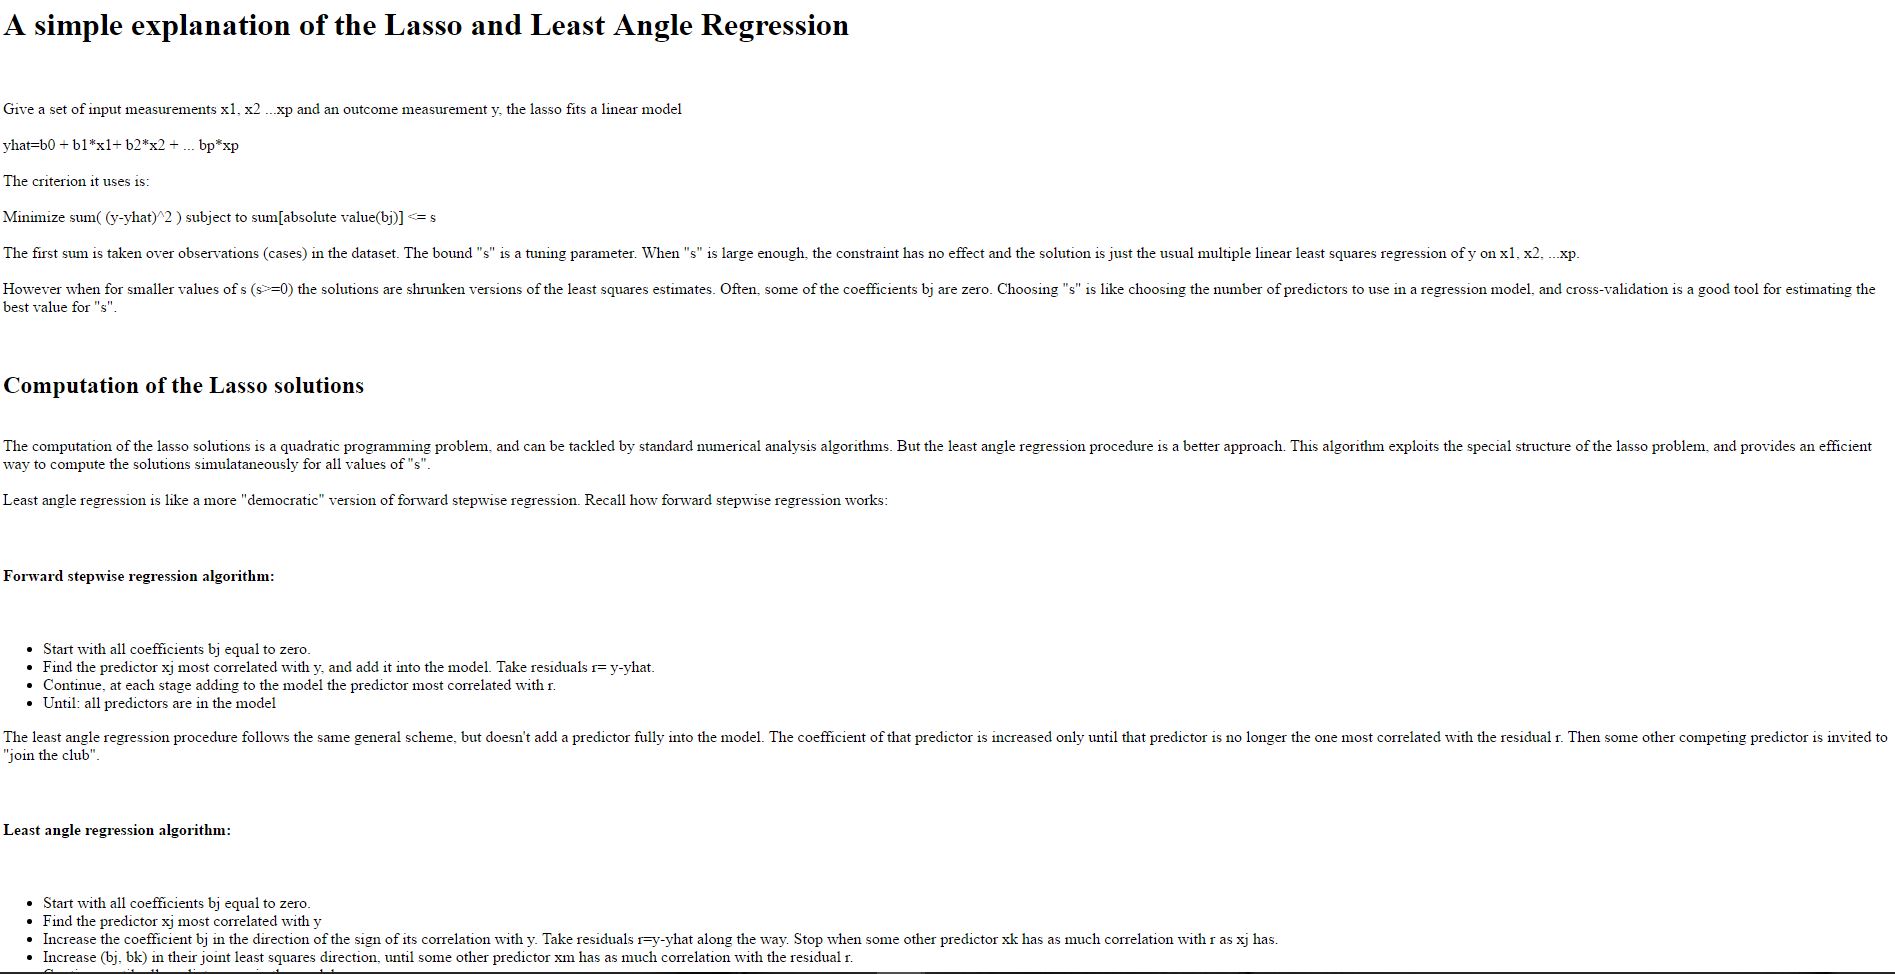 A simple explanation of the Lasso and Least Angle Regression
Give a set of input measurements x1, x2 ...xp and an outcome measurement y, the lasso fits a linear model
yhat=b0 + b1*x1+ b2*x2 + ... bp*xp
The criterion it uses is:
Minimize sum( (y-yhat)^2 ) subject to sum[absolute value(bj)] <= s
The first sum is taken over observations (cases) in the dataset. The bound "s" is a tuning parameter. When "s" is large enough, the constraint has no effect and the solution is just the usual multiple linear least squares regression of y on x1, x2, ...xp.
However when for smaller values of s (s>=0) the solutions are shrunken versions of the least squares estimates. Often, some of the coefficients bj are zero. Choosing "s" is like choosing the number of predictors to use in a regression model, and cross-validation is a good tool for estimating the
best value for "s".
Computation of the Lasso solutions
The computation of the lasso solutions is a quadratic programming problem, and can be tackled by standard numerical analysis algorithms. But the least angle regression procedure is a better approach. This algorithm exploits the special structure of the lasso problem, and provides an efficient
way to compute the solutions simulataneously for all values of "s".
Least angle regression is like a more "democratic" version of forward stepwise regression. Recall how forward stepwise regression works:
Forward stepwise regression algorithm:
• Start with all coefficients bj equal to zero.
• Find the predictor xj most correlated with y, and add it into the model. Take residuals r= y-yhat.
• Continue, at each stage adding to the model the predictor most correlated with r.
• Until: all predictors are in the model
The least angle regression procedure follows the same general scheme, but doesn't add a predictor fully into the model. The coefficient of that predictor is increased only until that predictor is no longer the one most correlated with the residual r. Then some other competing predictor is invited to
"join the club".
Least angle regression algorithm:
• Start with all coefficients bj equal to zero.
• Find the predictor xj most correlated with y
• Increase the coefficient bj in the direction of the sign of its correlation with y. Take residuals r=y-yhat along the way. Stop when some other predictor xk has as much correlation with r as xj has.
• Increase (bj, bk) in their joint least squares direction, until some other predictor xm has as much correlation with the residual r.